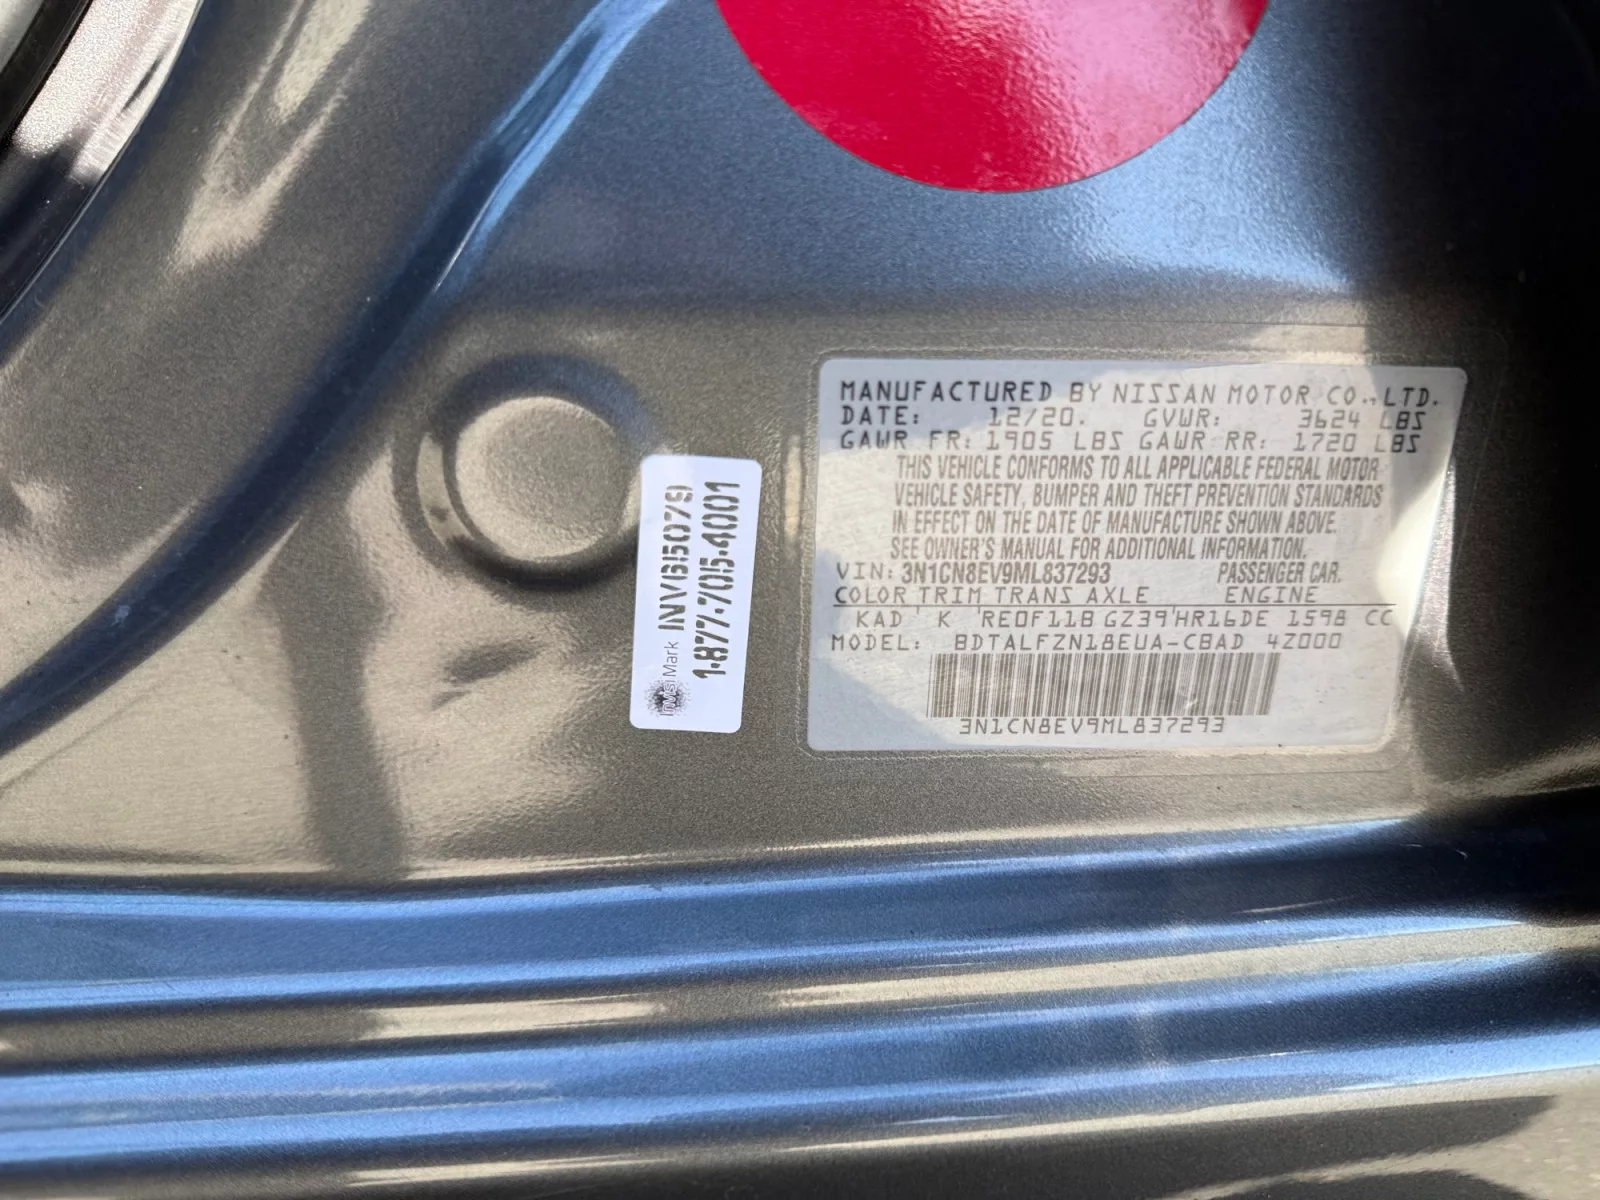 MANUFACTURED BY NISSAN MOTOR CO., LTD.
DATE: 12/20. GVWR: 3624 LBS
GAWR FR: 1905 LBS GAWR RR: 1720 LBS
THIS VEHICLE CONFORMS TO ALL APPLICABLE FEDERAL MOTOR
VEHICLE SAFETY, BUMPER AND THEFT PREVENTION STANDARDS
IN EFFECT ON THE DATE OF MANUFACTURE SHOWN ABOVE.
SEE OWNER'S MANUAL FOR ADDITIONAL INFORMATION.
VIN: 3N1CN8EV9ML837293 PASSENGER CAR.
COLOR TRIM TRANS AXLE ENGINE
KAD ' K 'RE0F11B GZ39'HR16DE 1598 CC
MODEL: BDTALFZN18EUA-CBAD 4Z000
3N1CN8EV9ML837293
InvisiMark INVB5079
1-877-705-4001